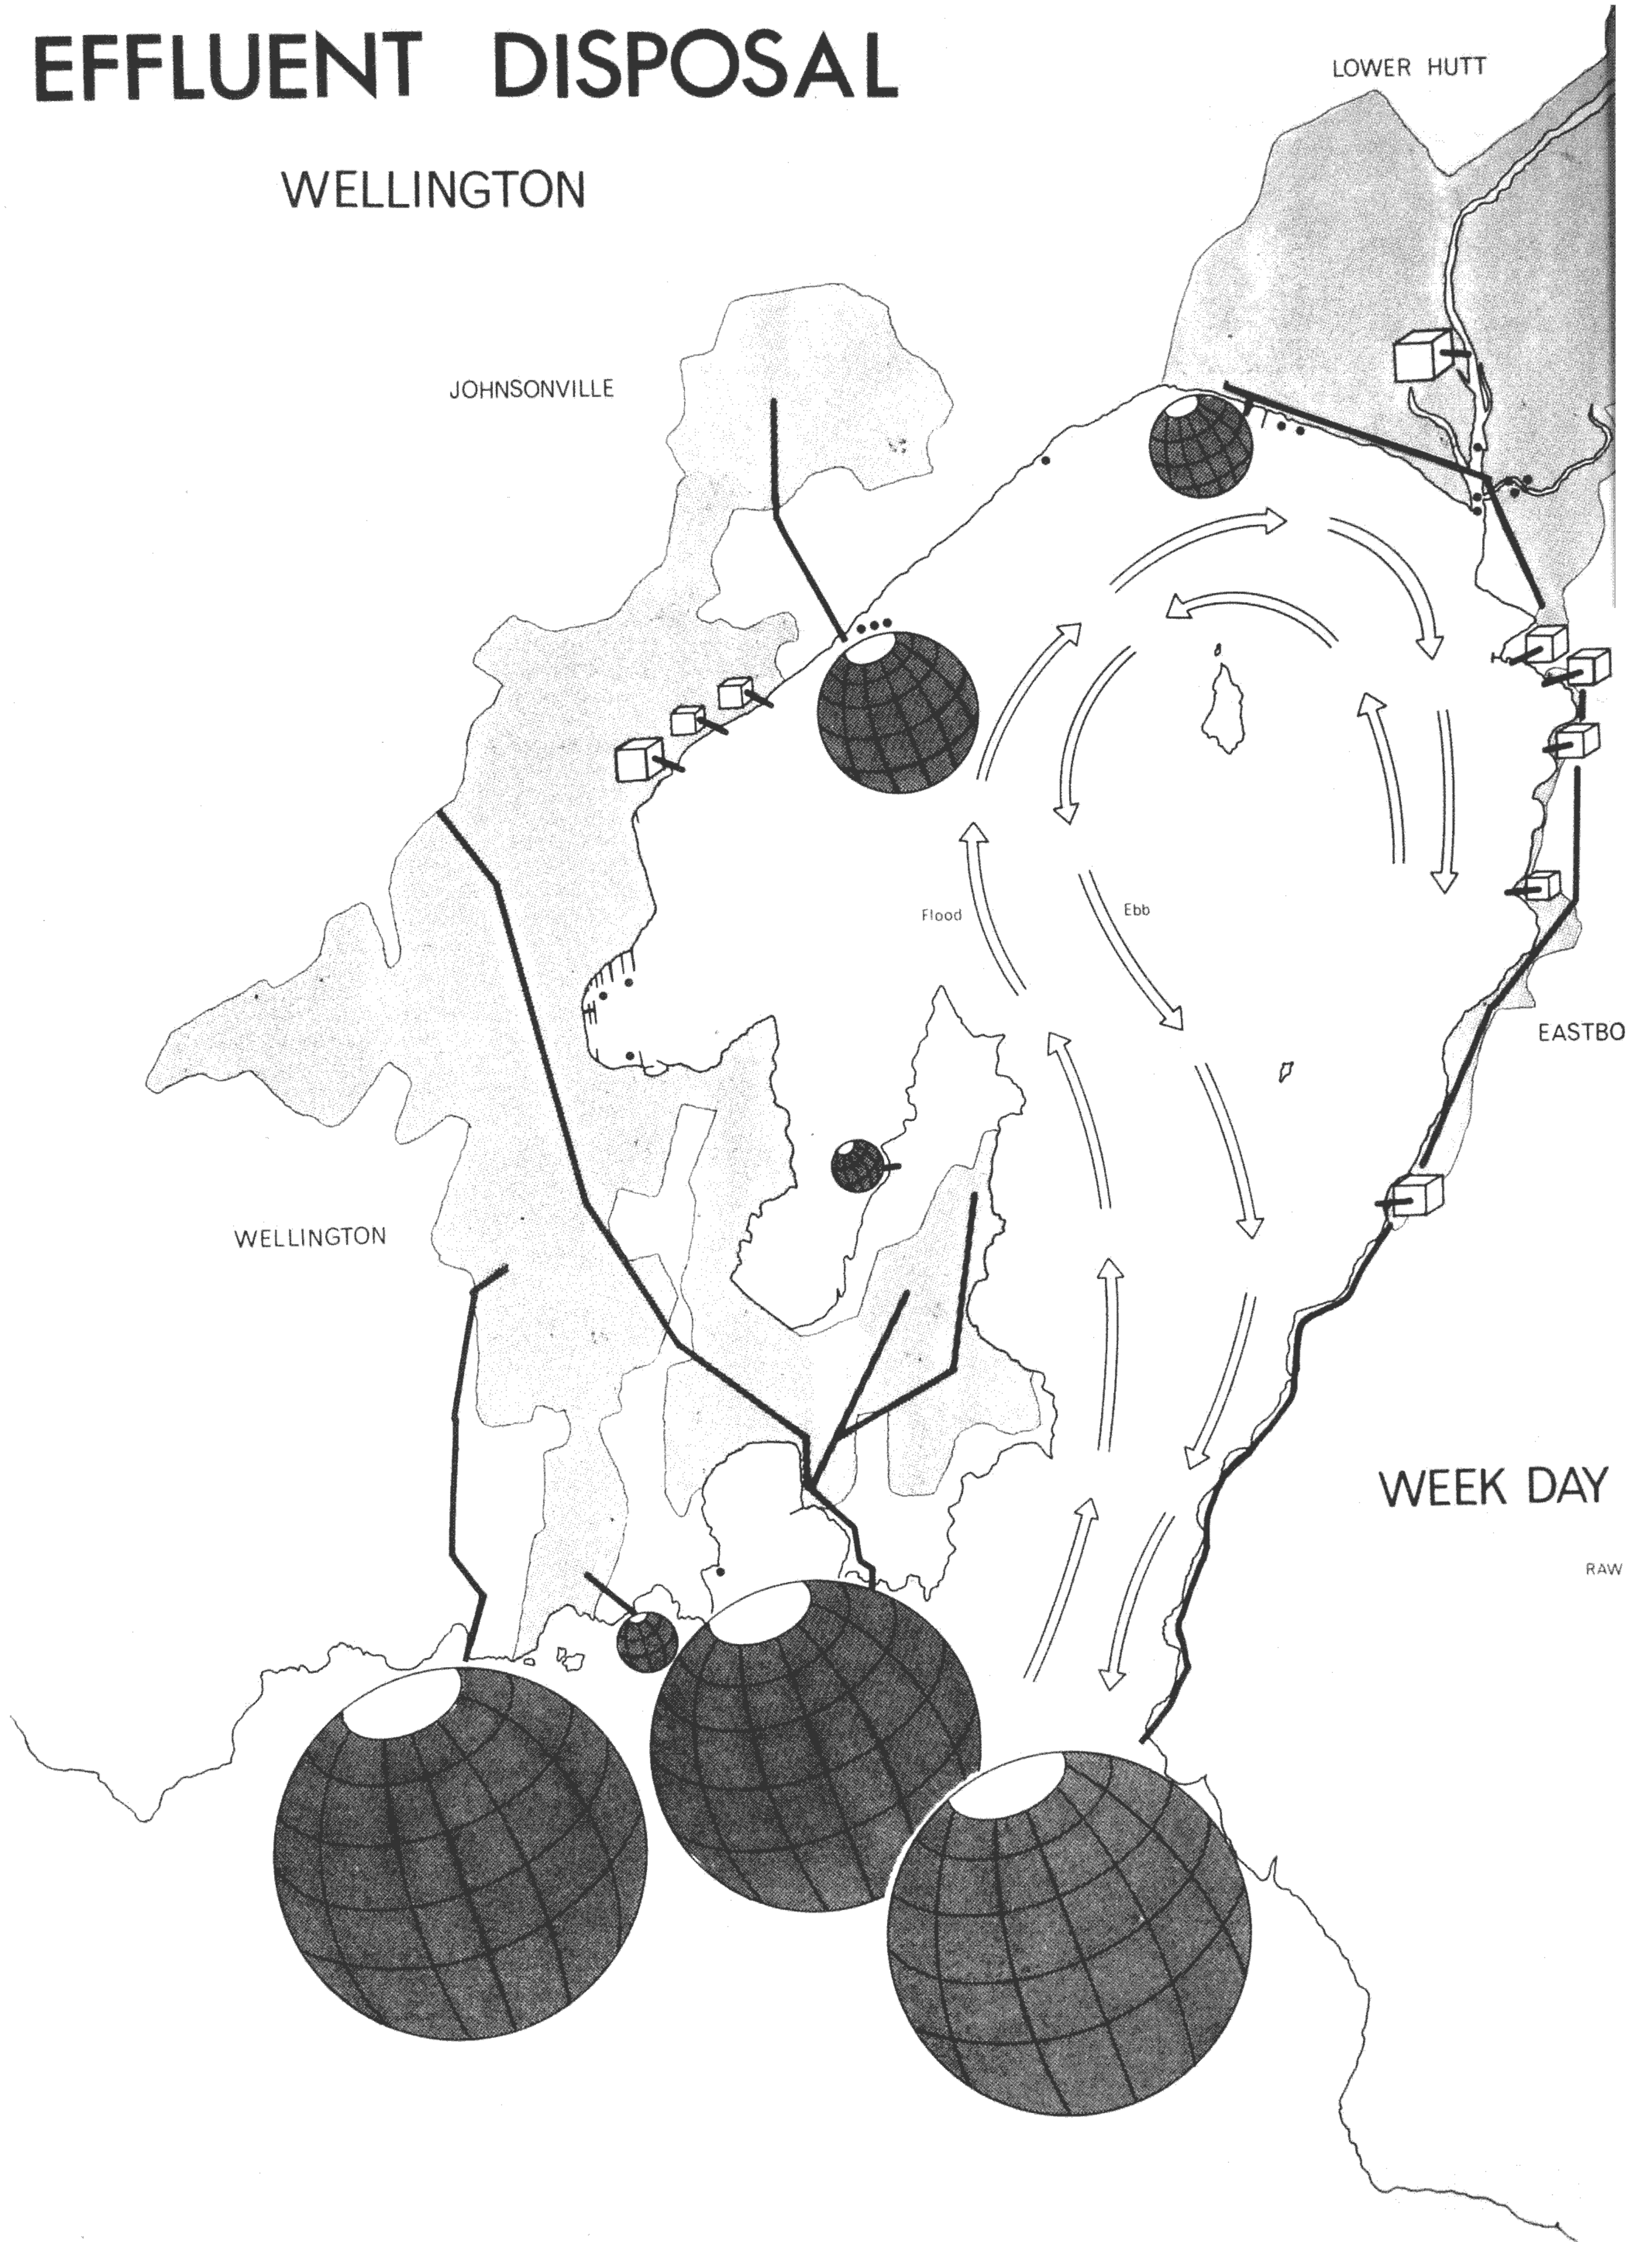 EFFLUENT DISPOSAL
WELLINGTON
LOWER HUTT
JOHNSONVILLE
Flood
Ebb
EASTBO
WELLINGTON
WEEK DAY
RAW